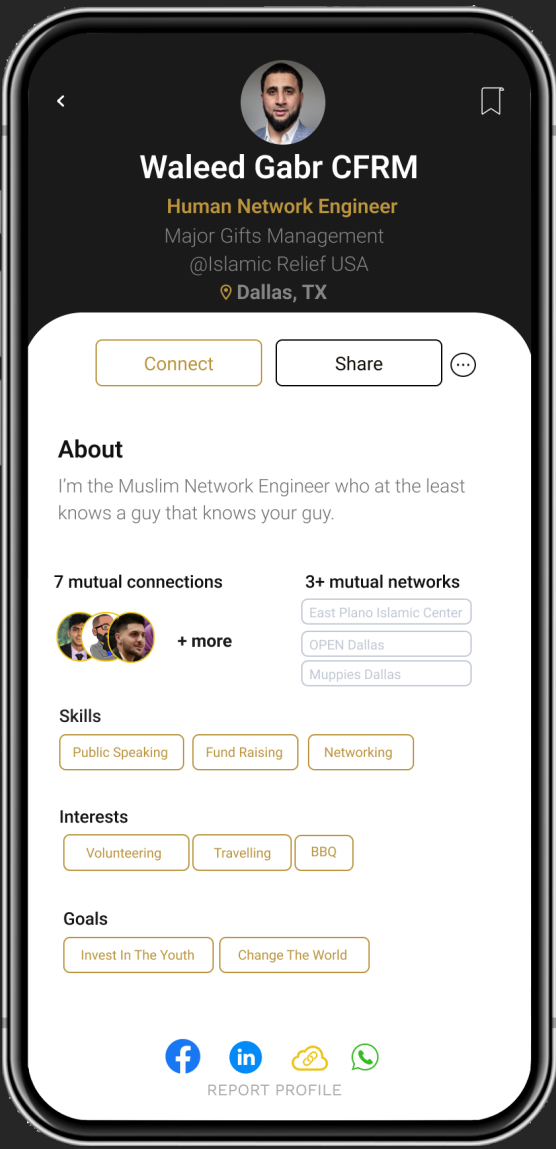 Waleed Gabr CFRM
Human Network Engineer
Major Gifts Management
@Islamic Relief USA
Dallas, TX
Connect
Share
About
I'm the Muslim Network Engineer who at the least
knows a guy that knows your guy.
7 mutual connections
3+ mutual networks
+ more
East Plano Islamic Center
OPEN Dallas
Muppies Dallas
Skills
Public Speaking
Fund Raising
Networking
Interests
Volunteering
Travelling
BBQ
Goals
Invest In The Youth
Change The World
in
REPORT PROFILE